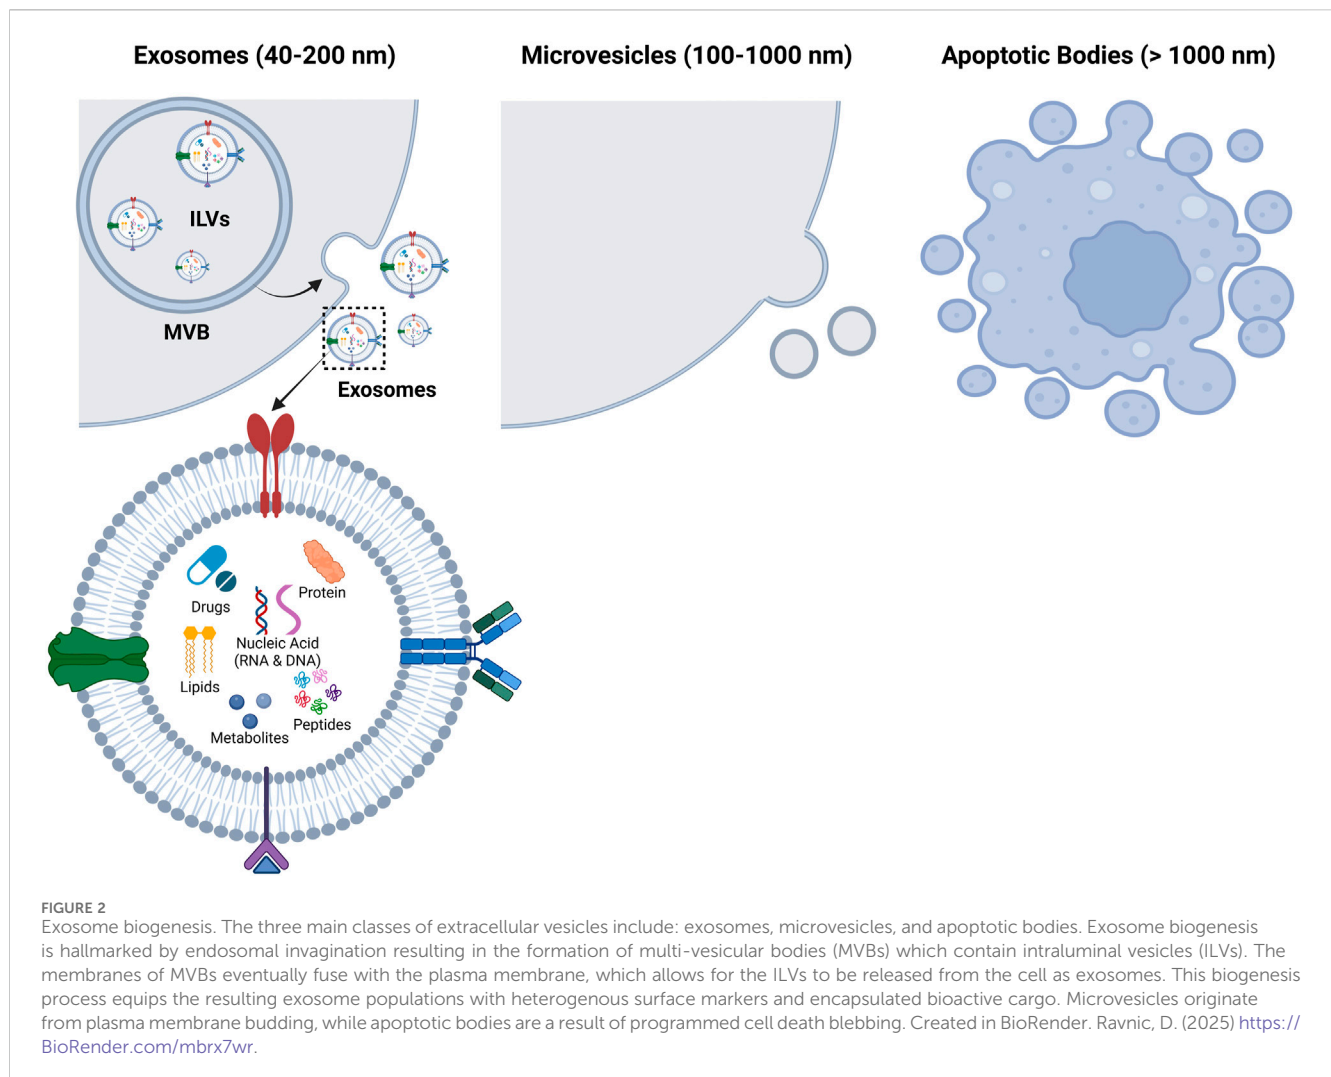 Exosomes (40-200 nm)
Microvesicles (100-1000 nm)
Apoptotic Bodies (> 1000 nm)
ILVs
MVB
Exosomes
Drugs
Protein
Nucleic Acid
(RNA & DNA)
Lipids
Peptides
Metabolites
FIGURE 2
Exosome biogenesis. The three main classes of extracellular vesicles include: exosomes, microvesicles, and apoptotic bodies. Exosome biogenesis
is hallmarked by endosomal invagination resulting in the formation of multi-vesicular bodies (MVBs) which contain intraluminal vesicles (ILVs). The
membranes of MVBs eventually fuse with the plasma membrane, which allows for the ILVs to be released from the cell as exosomes. This biogenesis
process equips the resulting exosome populations with heterogenous surface markers and encapsulated bioactive cargo. Microvesicles originate
from plasma membrane budding, while apoptotic bodies are a result of programmed cell death blebbing. Created in BioRender. Ravnic, D. (2025) https://
BioRender.com/mbrx7wr.